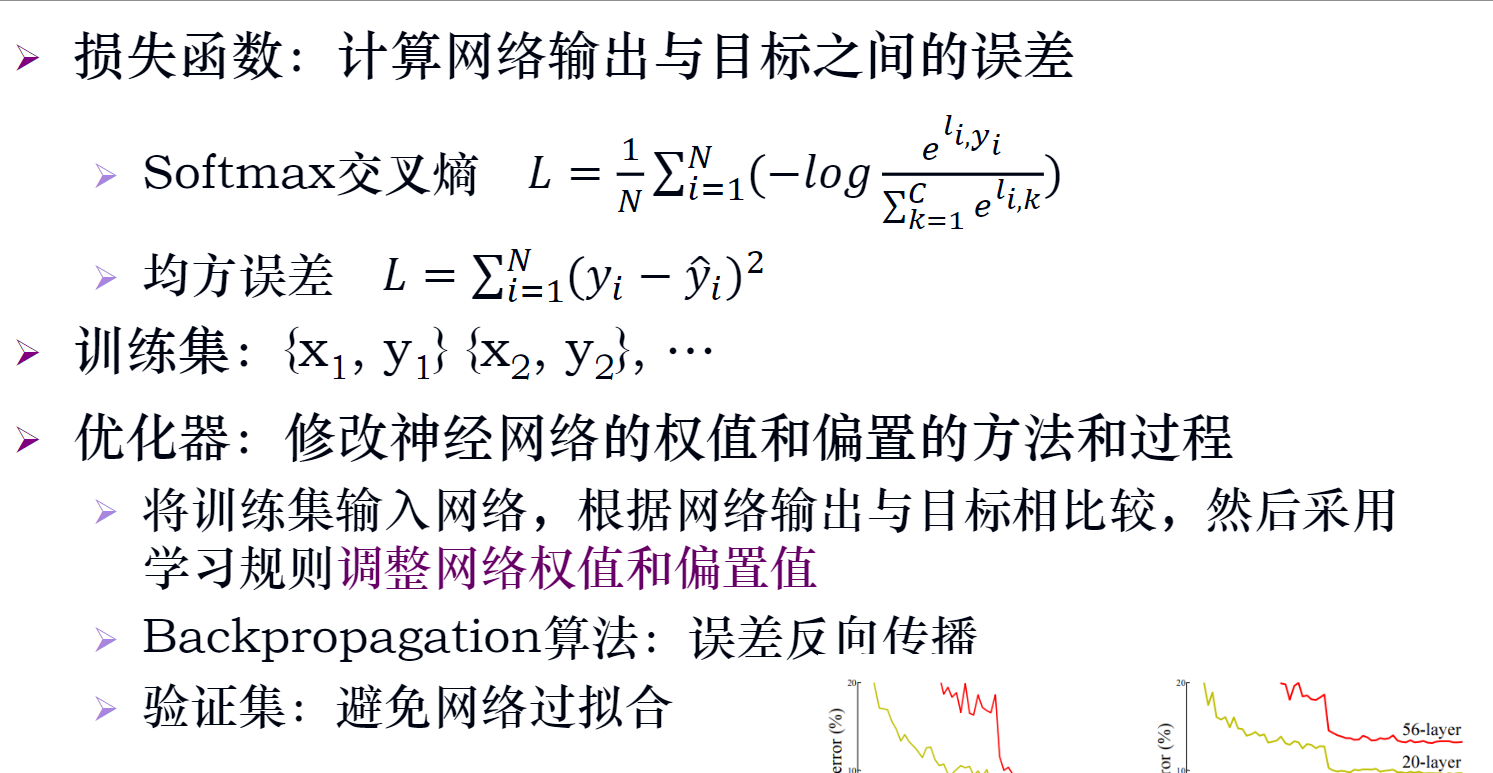 损失函数：计算网络输出与目标之间的误差
Softmax交叉熵 L = \frac{1}{N}\sum_{i=1}^{N}(-log\frac{e^{l_{i,y_i}}}{\sum_{k=1}^{C} e^{l_{i,k}}})
均方误差 L = \sum_{i=1}^{N}(y_i - \hat{y}_i)^2
训练集：{x₁, y₁} {x₂, y₂}, …
优化器：修改神经网络的权值和偏置的方法和过程
将训练集输入网络，根据网络输出与目标相比较，然后采用
学习规则调整网络权值和偏置值
Backpropagation算法：误差反向传播
验证集：避免网络过拟合
20
error (%)
10
20
ror (%)
10
56-layer
20-layer